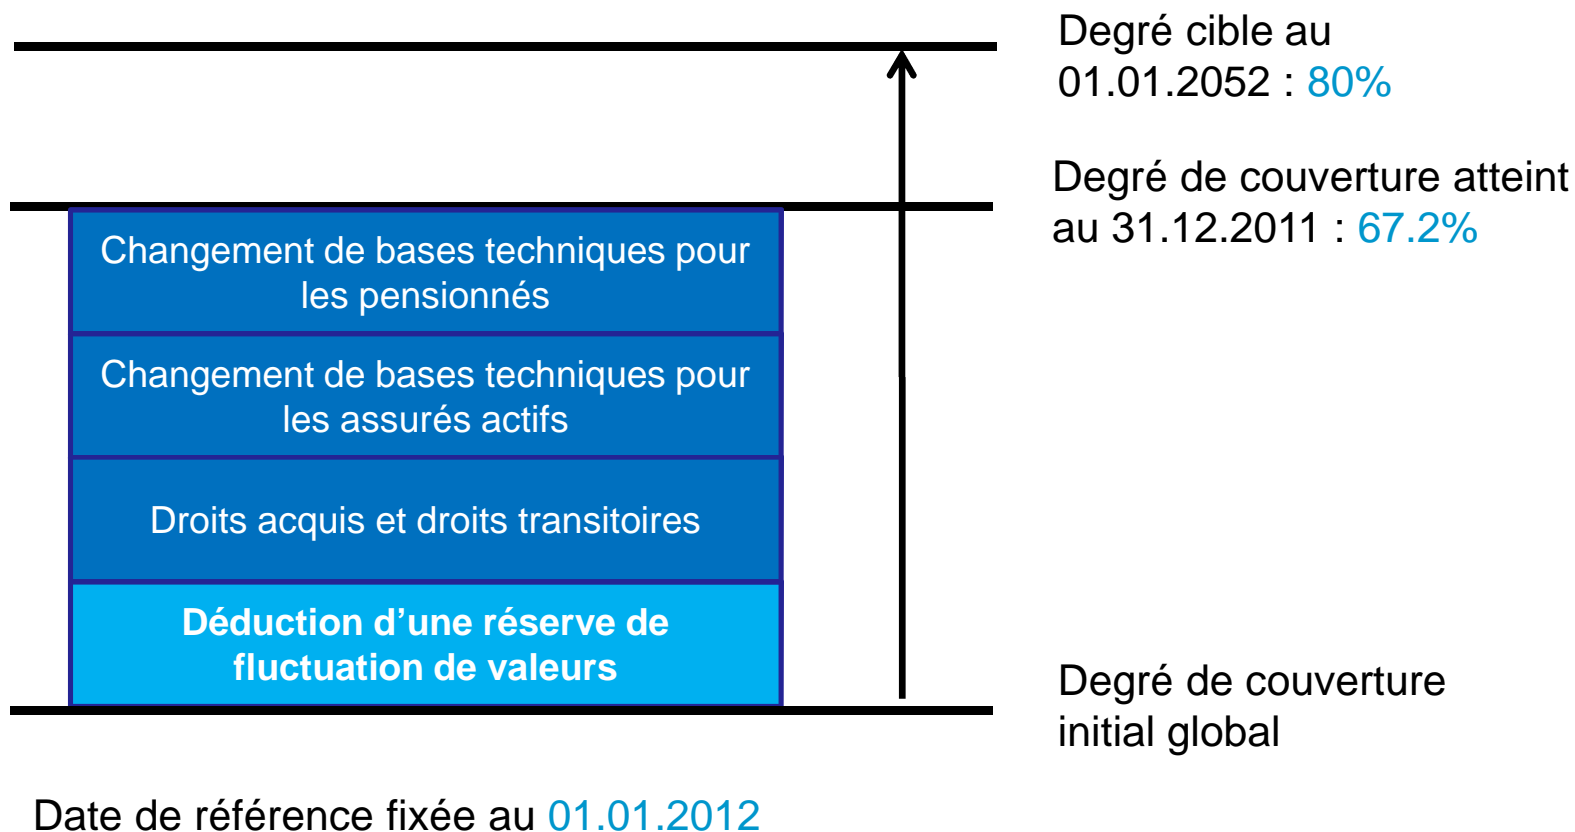 Degré cible au
01.01.2052 : 80%
Degré de couverture atteint
au 31.12.2011 : 67.2%
Changement de bases techniques pour
les pensionnés
Changement de bases techniques pour
les assurés actifs
Droits acquis et droits transitoires
Déduction d’une réserve de
fluctuation de valeurs
Degré de couverture
initial global
Date de référence fixée au 01.01.2012